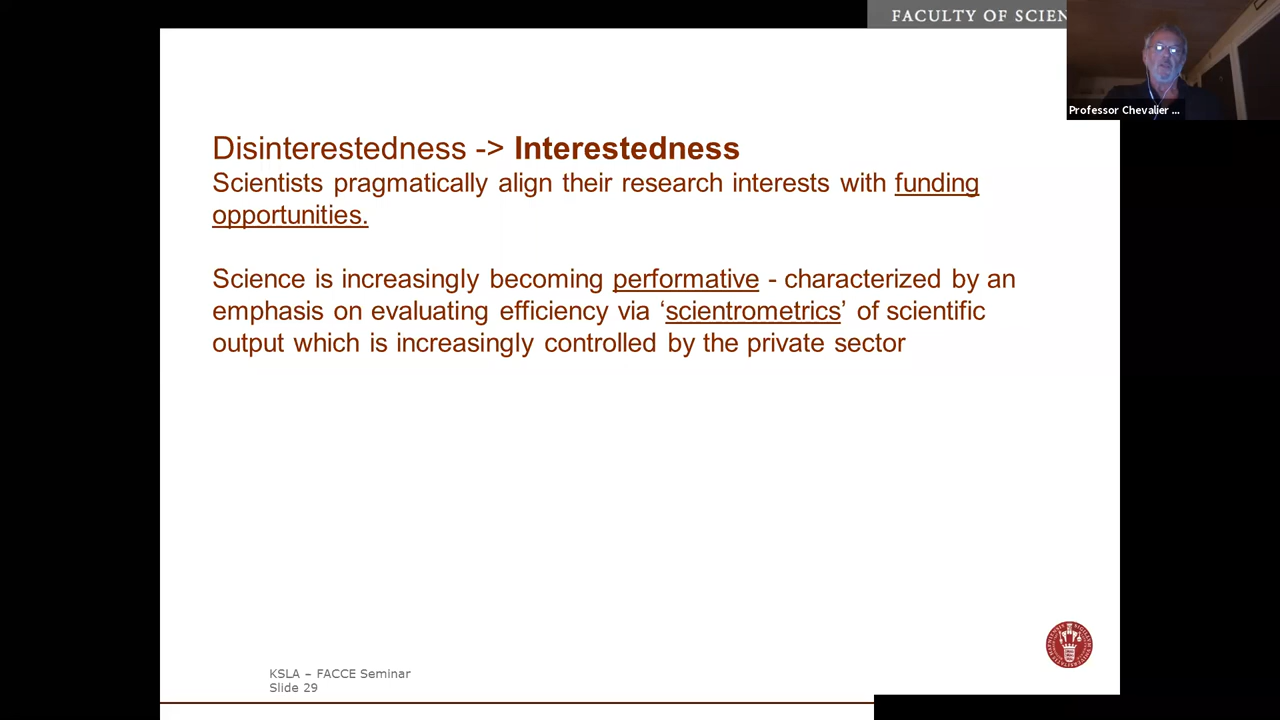 FACULTY OF SCIEN
Professor Chevalier ...
Disinterestedness -> Interestedness
Scientists pragmatically align their research interests with funding
opportunities.
Science is increasingly becoming performative - characterized by an
emphasis on evaluating efficiency via ‘scientrometrics’ of scientific
output which is increasingly controlled by the private sector
KSLA – FACCE Seminar
Slide 29